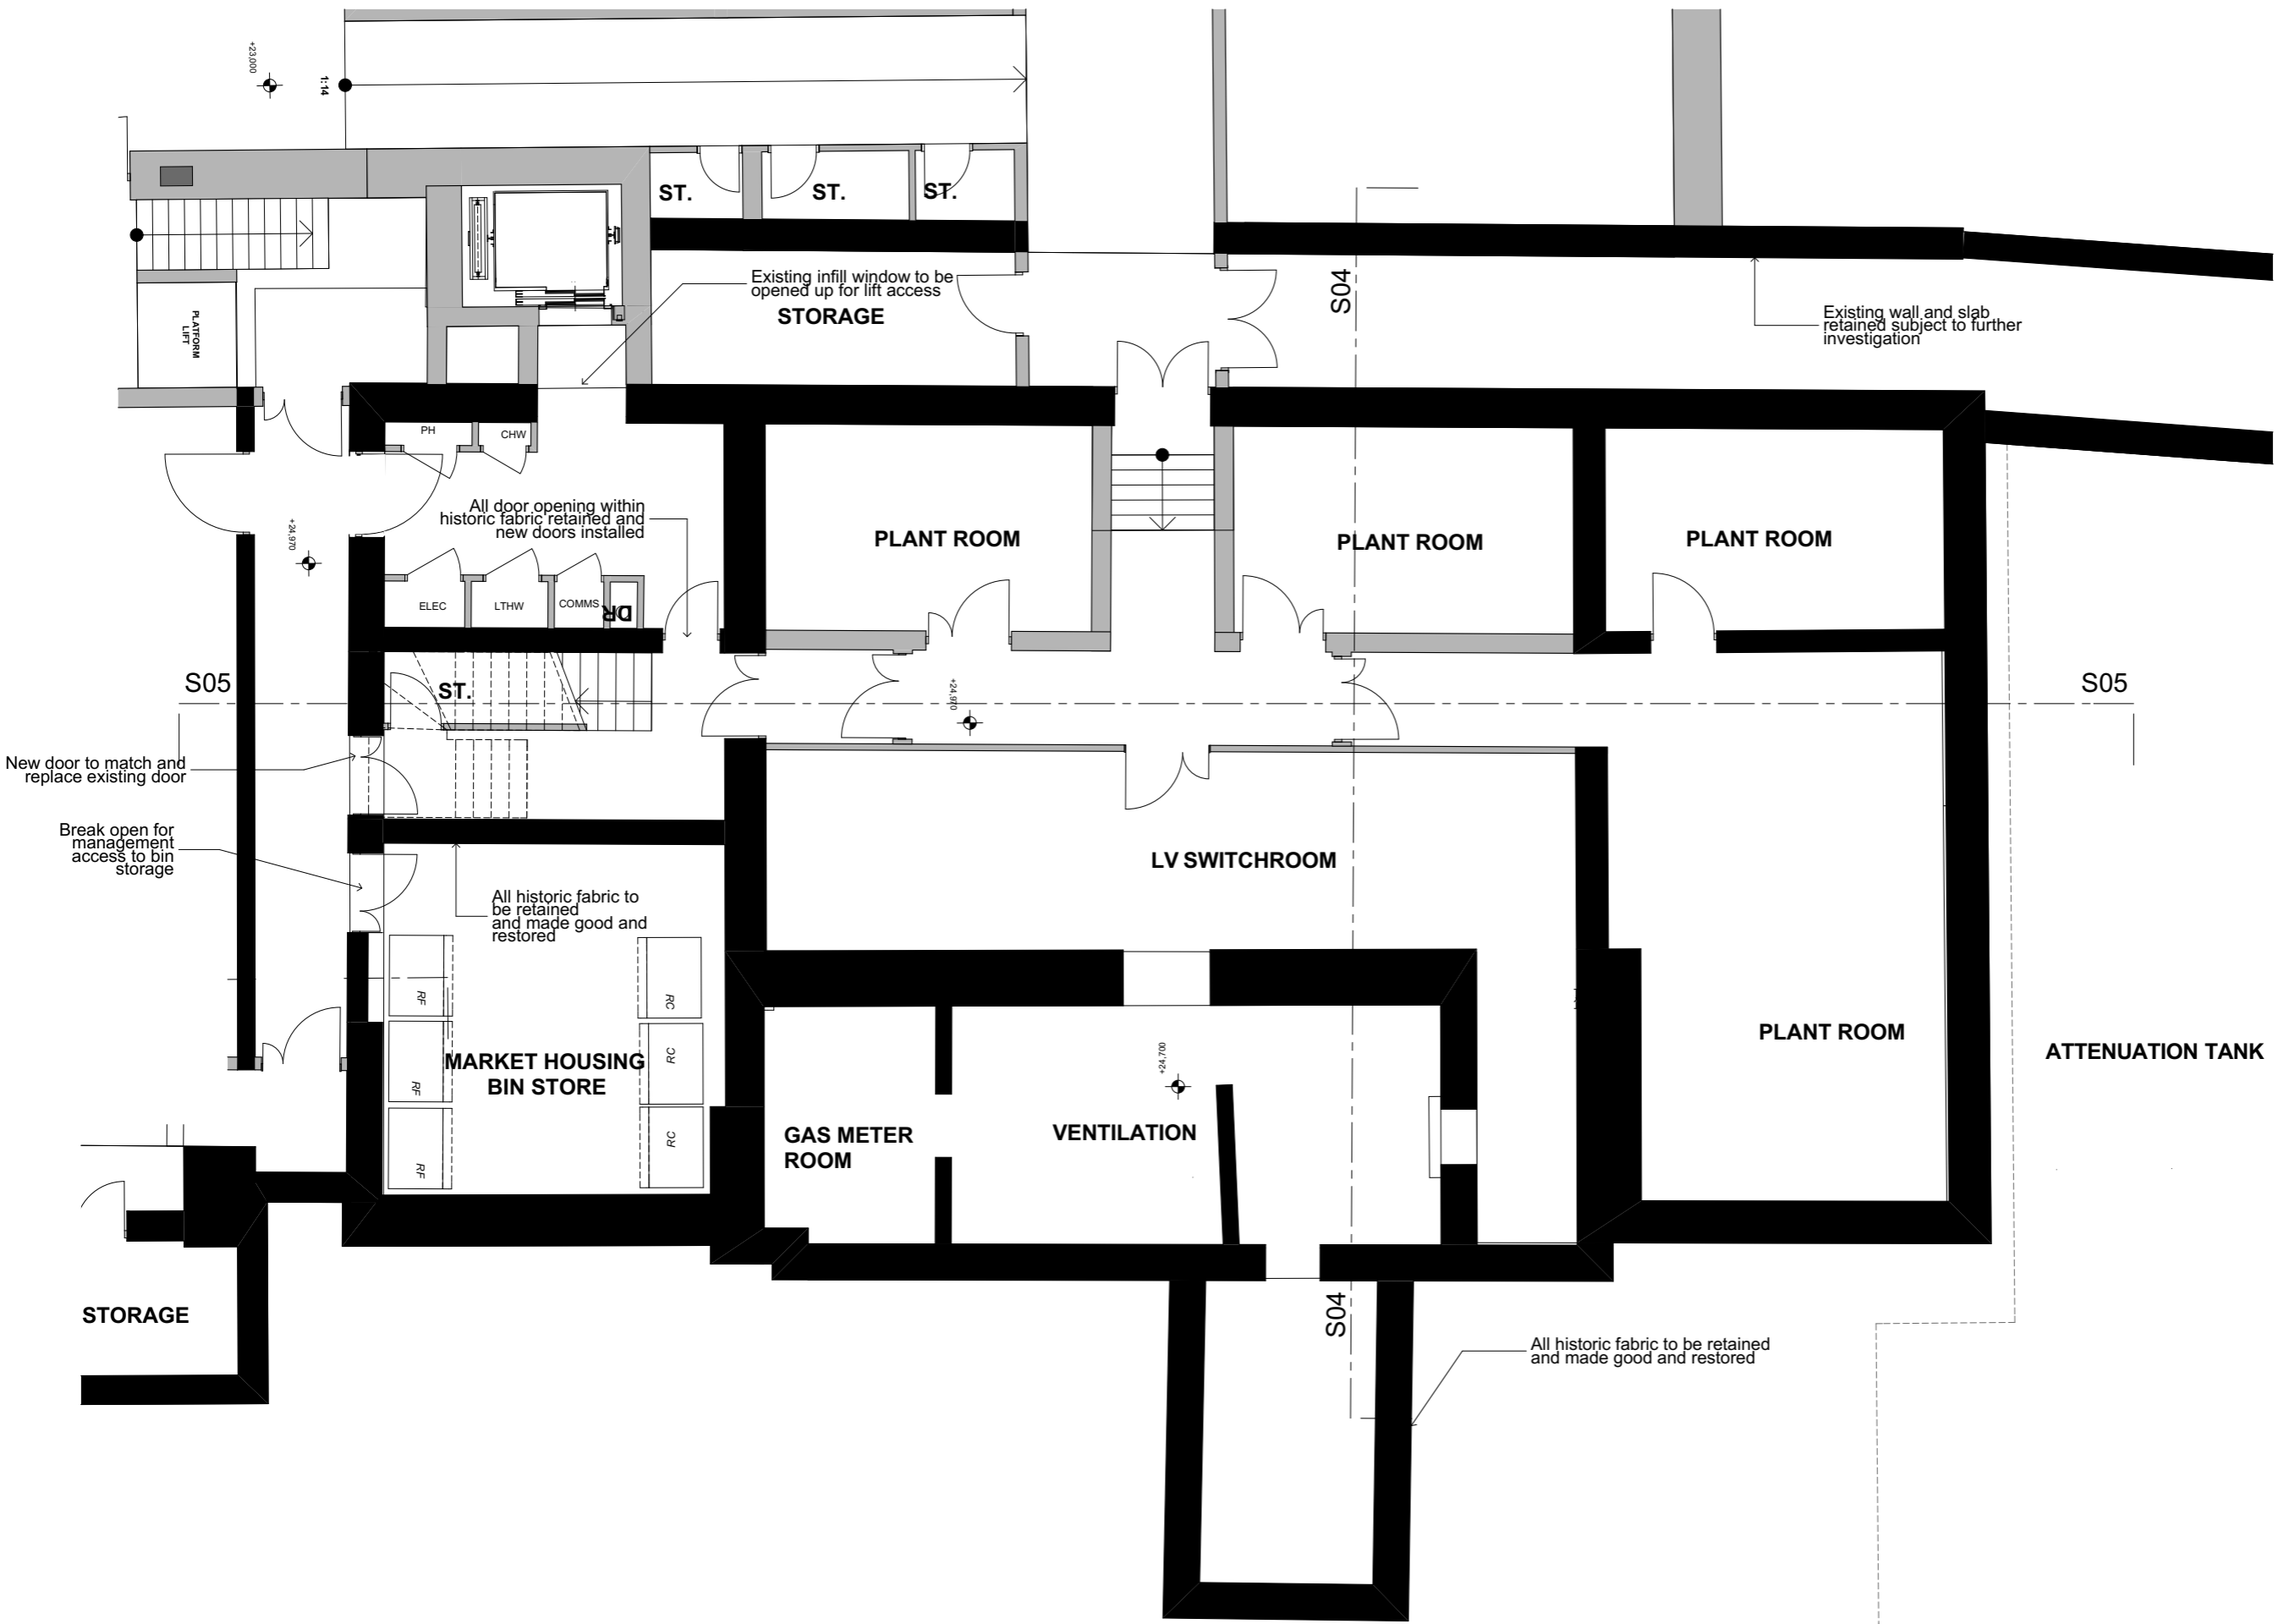 +23,000
1:14
ST.
ST.
ST.
Existing infill window to be
opened up for lift access
STORAGE
S04
Existing wall and slab
retained subject to further
investigation
PLATFORM
LIFT
PH
CHW
All door opening within
historic fabric retained and
new doors installed
+24,970
PLANT ROOM
PLANT ROOM
PLANT ROOM
ELEC
LTHW
COMMS
DR
S05
ST.
+24,970
S05
New door to match and
replace existing door
Break open for
management
access to bin
storage
LV SWITCHROOM
All historic fabric to
be retained
and made good and
restored
RF
RC
RF
RC
RF
RC
MARKET HOUSING
BIN STORE
+24,700
PLANT ROOM
ATTENUATION TANK
GAS METER
ROOM
VENTILATION
STORAGE
S04
All historic fabric to be retained
and made good and restored